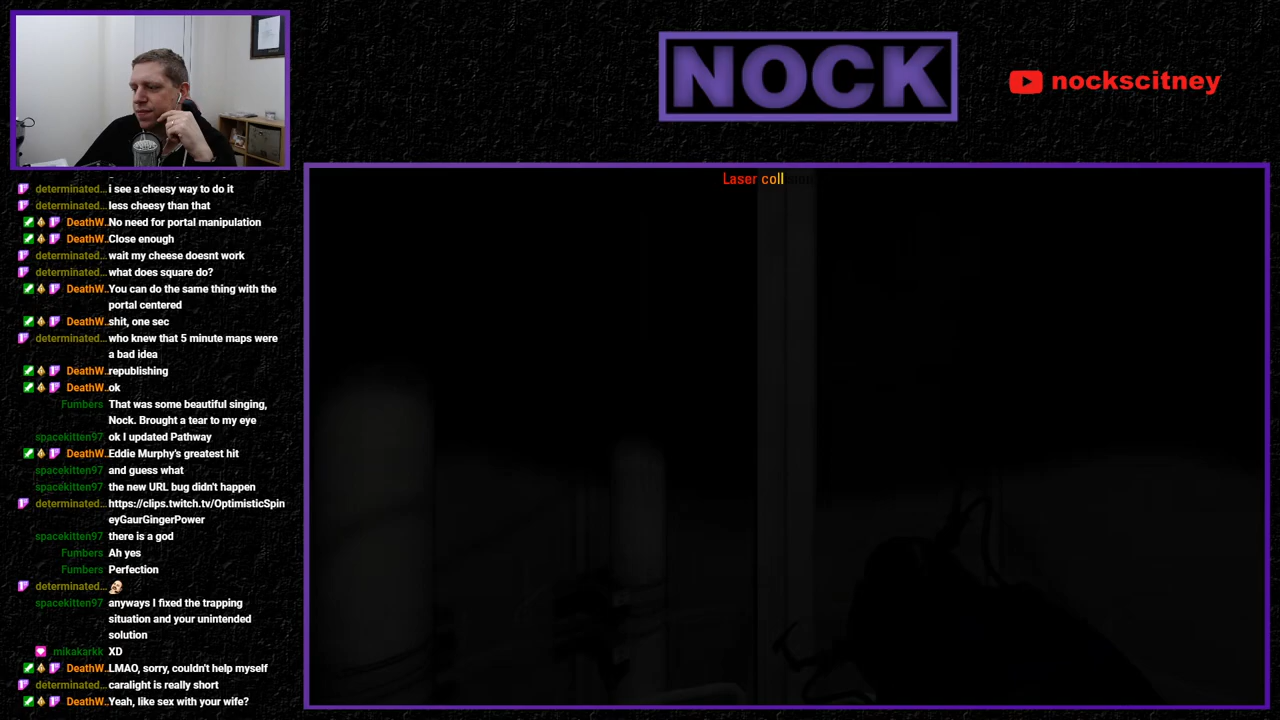 NOCK
nockscitney
Laser coll
determinated... i see a cheesy way to do it
determinated... less cheesy than that
DeathW.. No need for portal manipulation
DeathW.. Close enough
determinated... wait my cheese doesnt work
determinated... what does square do?
DeathW.. You can do the same thing with the
portal centered
DeathW.. shit, one sec
determinated... who knew that 5 minute maps were
a bad idea
DeathW.. republishing
DeathW.. ok
Fumbers That was some beautiful singing,
Nock. Brought a tear to my eye
spacekitten97 ok I updated Pathway
DeathW.. Eddie Murphy's greatest hit
spacekitten97 and guess what
spacekitten97 the new URL bug didn't happen
determinated... https://clips.twitch.tv/OptimisticSpin
eyGaurGingerPower
spacekitten97 there is a god
Fumbers Ah yes
Fumbers Perfection
determinated...
spacekitten97 anyways I fixed the trapping
situation and your unintended
solution
mikakarkk XD
DeathW.. LMAO, sorry, couldn't help myself
determinated... caralight is really short
DeathW.. Yeah, like sex with your wife?